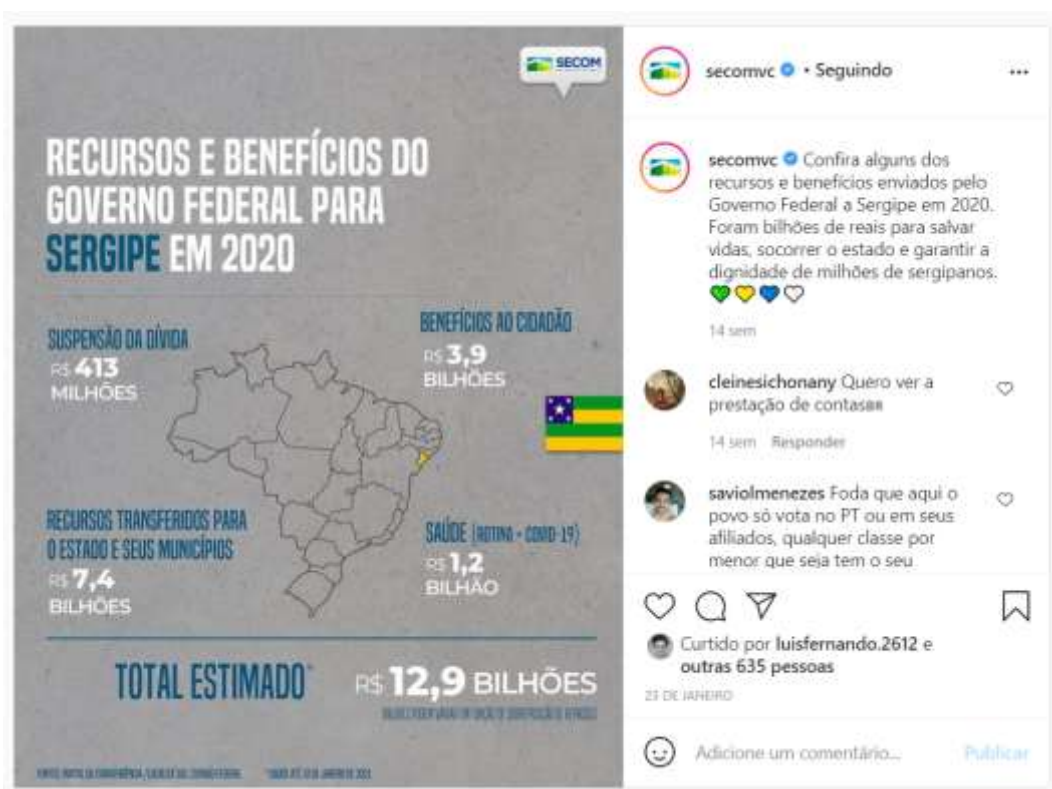 SECOM
RECURSOS E BENEFÍCIOS DO
GOVERNO FEDERAL PARA
SERGIPE EM 2020
SUSPENSÃO DA DÍVIDA
R$ 413
MILHÕES
BENEFÍCIOS AO CIDADÃO
R$ 3,9
BILHÕES
RECURSOS TRANSFERIDOS PARA
O ESTADO E SEUS MUNICÍPIOS
R$ 7,4
BILHÕES
SAÚDE (ROTINA + COVID-19)
R$ 1,2
BILHÃO
TOTAL ESTIMADO*
R$ 12,9 BILHÕES
secomvc • Seguindo
secomvc Confira alguns dos
recursos e benefícios enviados pelo
Governo Federal a Sergipe em 2020.
Foram bilhões de reais para salvar
vidas, socorrer o estado e garantir a
dignidade de milhões de sergipanos.
14 sem
cleinesichonany Quero ver a
prestação de contas
14 sem Responder
saviolmenezes Foda que aqui o
povo só vota no PT ou em seus
afiliados, qualquer classe por
menor que seja tem o seu
Curtido por luisfernando.2612 e
outras 635 pessoas
23 DE JANEIRO
Adicione um comentário... Publicar